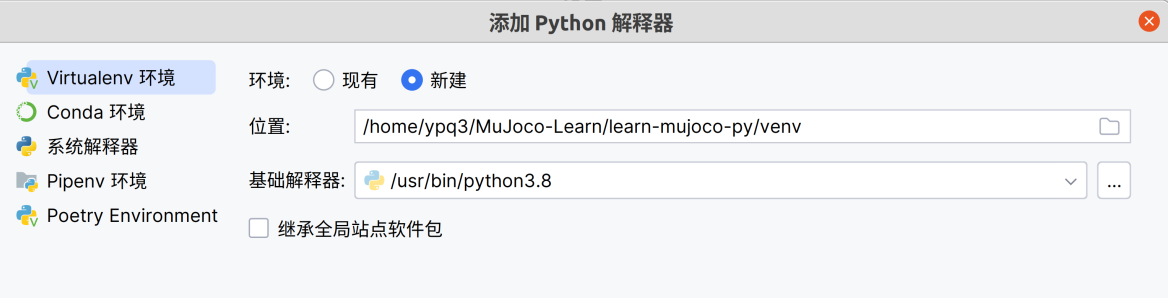 添加 Python 解释器
Virtualenv 环境
Conda 环境
系统解释器
Pipenv 环境
Poetry Environment
环境: 现有 新建
位置: /home/ypq3/MuJoco-Learn/learn-mujoco-py/venv
基础解释器: /usr/bin/python3.8 ...
继承全局站点软件包